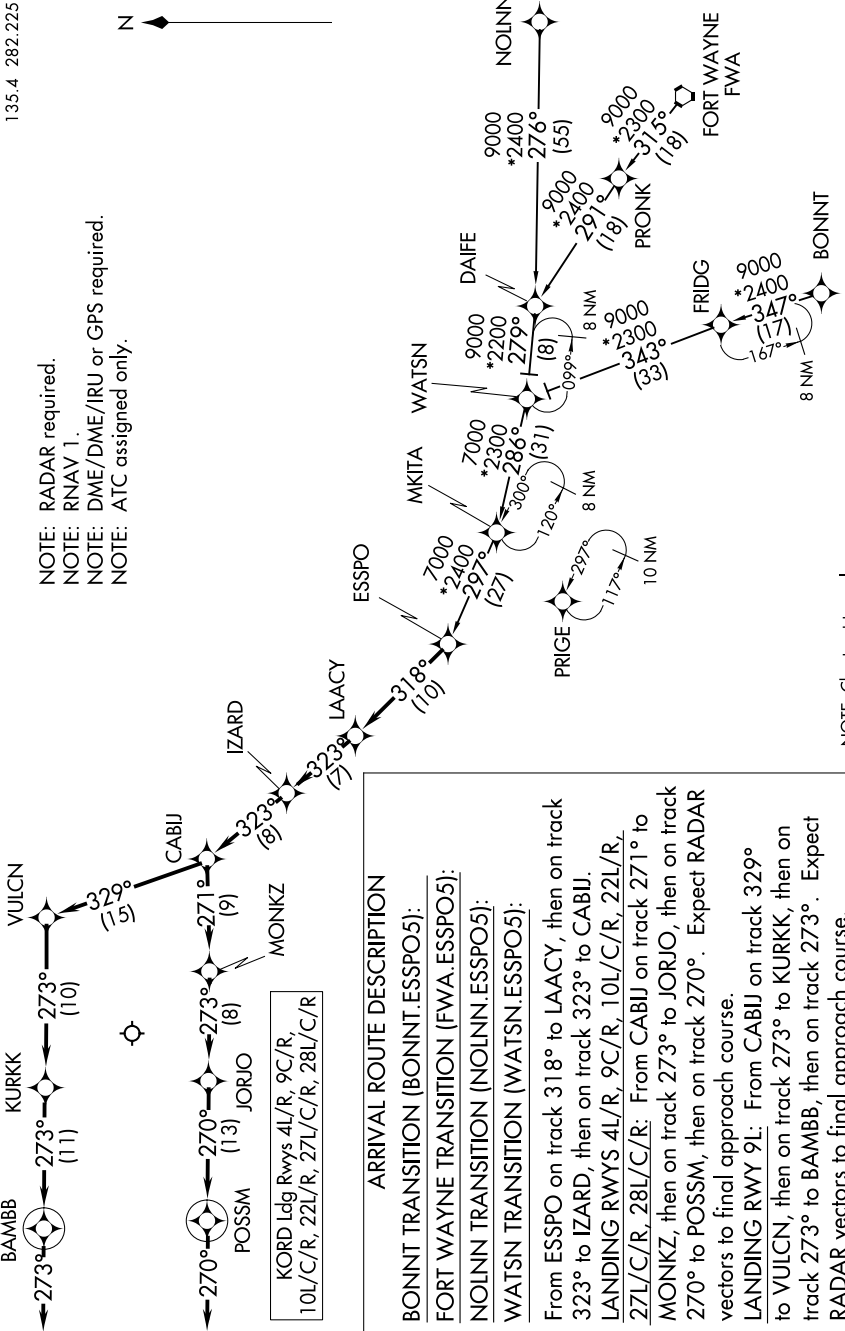 135.4 282.225
N
NOTE: RADAR required.
NOTE: RNAV 1.
NOTE: DME/DME/IRU or GPS required.
NOTE: ATC assigned only.
NOLNN
9000
*2400
276°
(55)
9000
*2300
315°
(18)
FORT WAYNE
FWA
PRONK
9000
*2400
291°
(18)
DAIFE
9000
*2200
279°
(8)
099°
8 NM
WATSN
9000
*2300
343°
(33)
FRIDG
9000
*2400
347°
(17)
167°
8 NM
BONNT
7000
*2300
286°
(31)
MKITA
300°
120°
8 NM
7000
*2400
297°
(27)
ESSPO
PRIGE
297°
117°
10 NM
318°
(10)
LAACY
323°
(7)
IZARD
323°
(8)
CABIJ
329°
(15)
VULCN
273°
(10)
KURKK
273°
(11)
BAMBB
273°
271°
(9)
MONKZ
273°
(8)
JORJO
270°
(13)
POSSM
270°
KORD Ldg Rwys 4L/R, 9C/R,
10L/C/R, 22L/R, 27L/C/R, 28L/C/R
ARRIVAL ROUTE DESCRIPTION
BONNT TRANSITION (BONNT.ESSPO5):
FORT WAYNE TRANSITION (FWA.ESSPO5):
NOLNN TRANSITION (NOLNN.ESSPO5):
WATSN TRANSITION (WATSN.ESSPO5):
From ESSPO on track 318° to LAACY, then on track
323° to IZARD, then on track 323° to CABIJ.
LANDING RWYS 4L/R, 9C/R, 10L/C/R, 22L/R,
27L/C/R, 28L/C/R: From CABIJ on track 271° to
MONKZ, then on track 273° to JORJO, then on track
270° to POSSM, then on track 270°. Expect RADAR
vectors to final approach course.
LANDING RWY 9L: From CABIJ on track 329°
to VULCN, then on track 273° to KURKK, then on
track 273° to BAMBB, then on track 273°. Expect
RADAR vectors to final approach course.